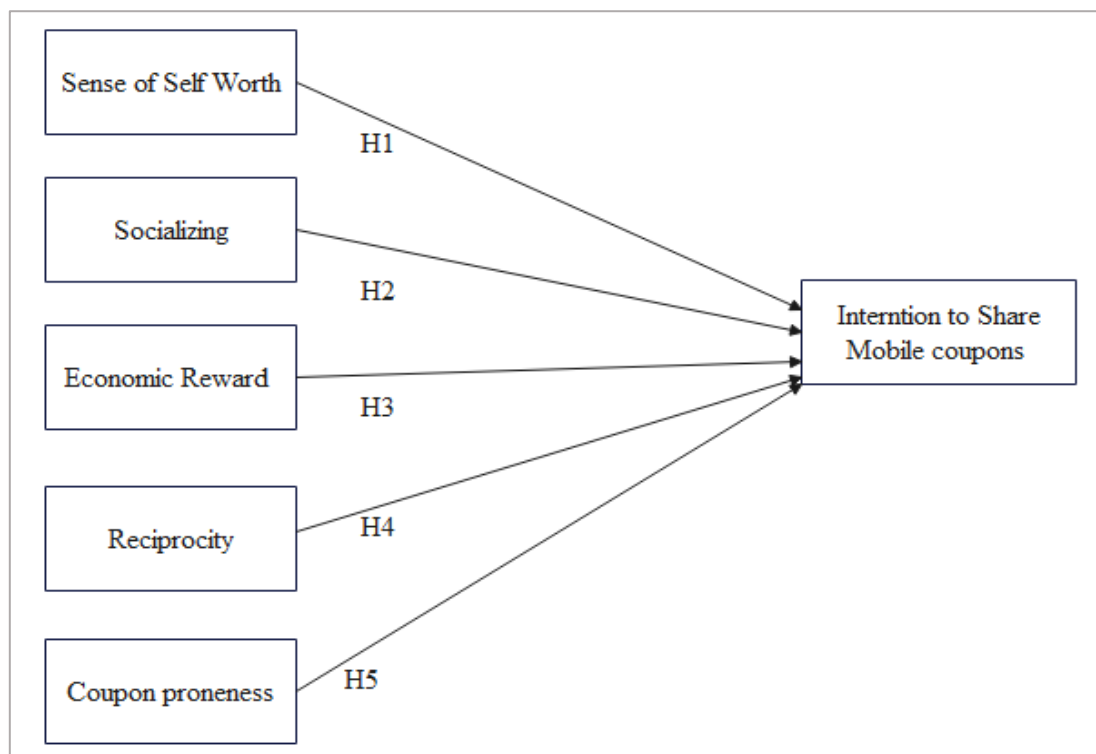 Sense of Self Worth
H1
Socializing
H2
Interntion to Share
Mobile coupons
Economic Reward
H3
Reciprocity
H4
Coupon proneness
H5